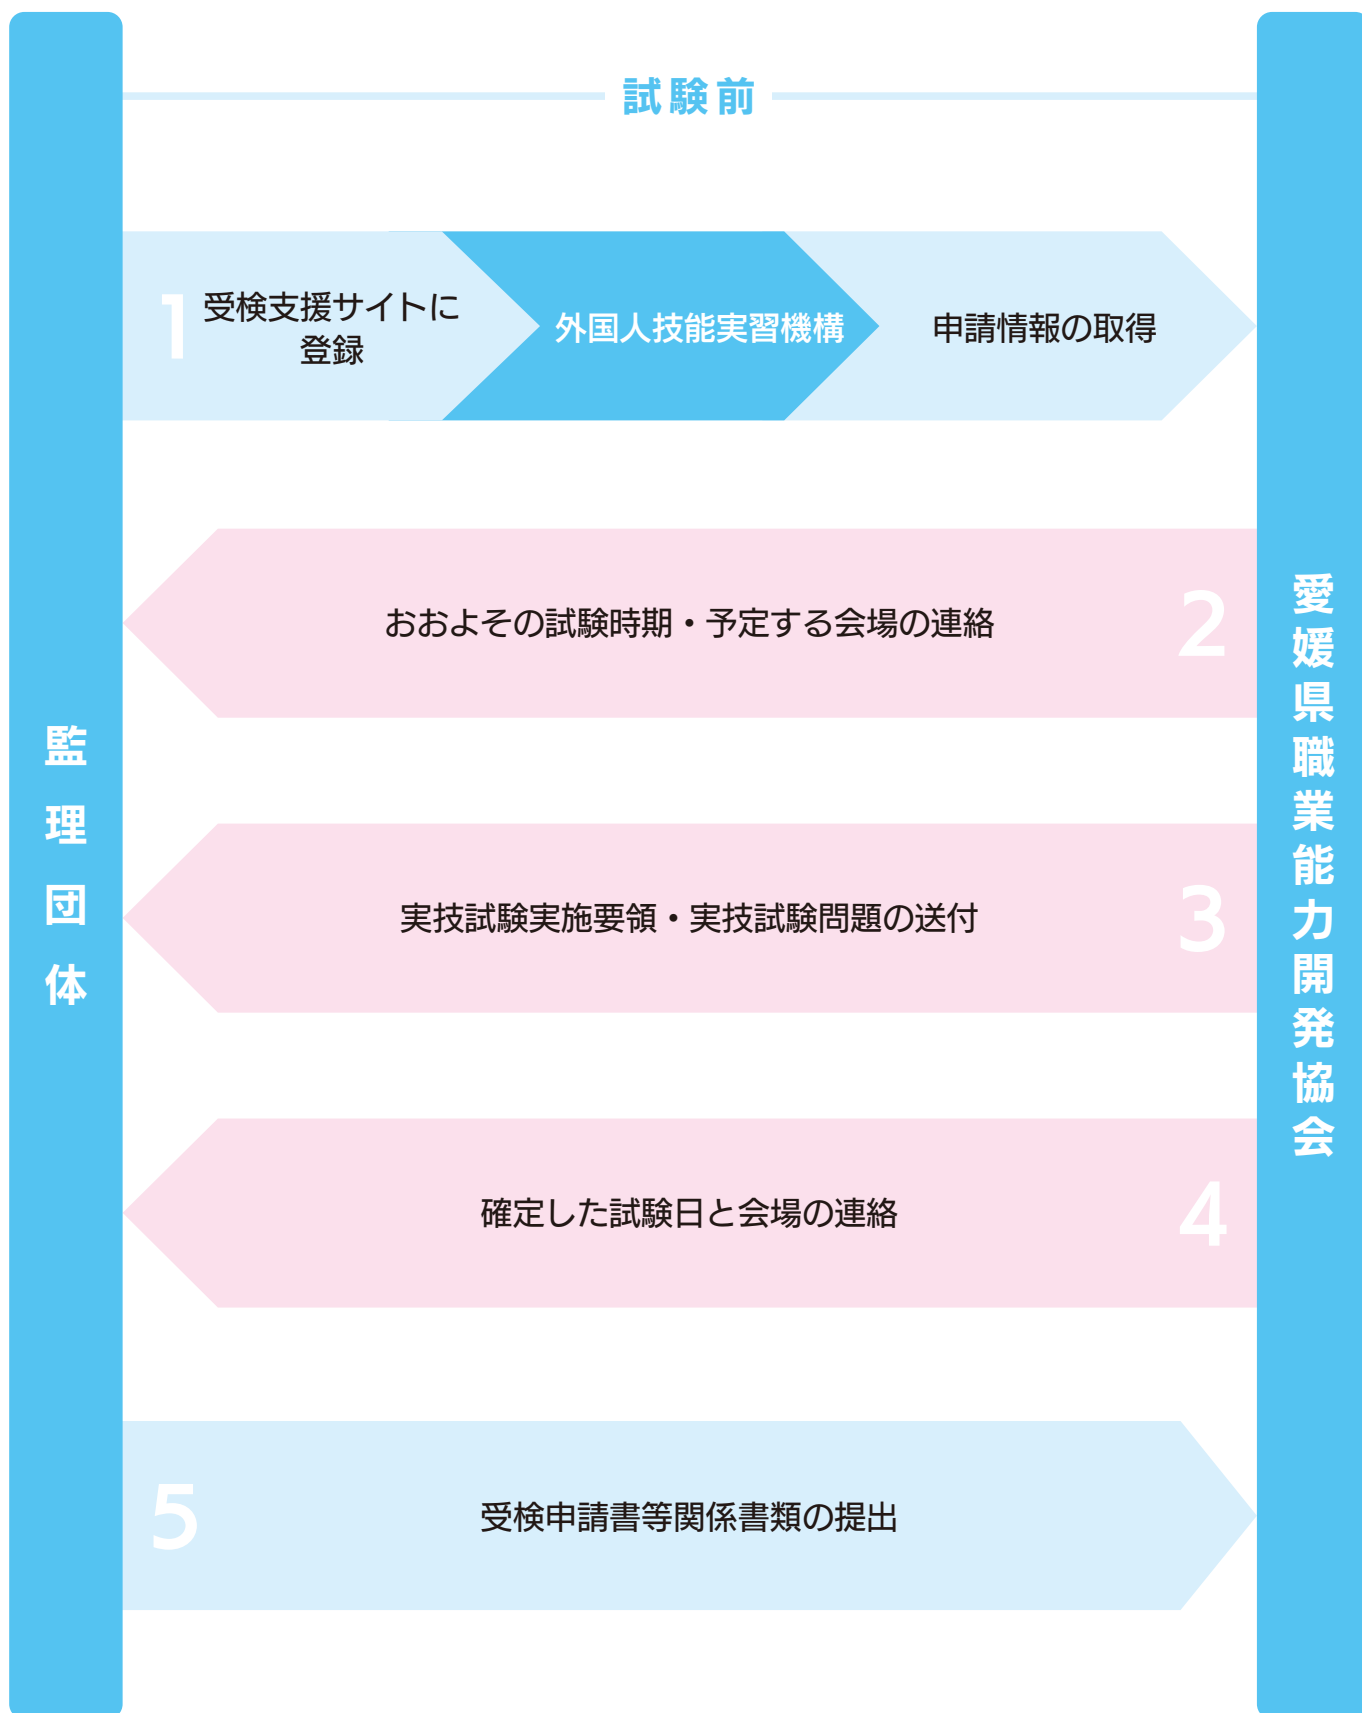 試験前
1
受検支援サイトに
登録
外国人技能実習機構
申請情報の取得
おおよその試験時期・予定する会場の連絡
2
実技試験実施要領・実技試験問題の送付
3
確定した試験日と会場の連絡
4
5
受検申請書等関係書類の提出
監理団体
愛媛県職業能力開発協会